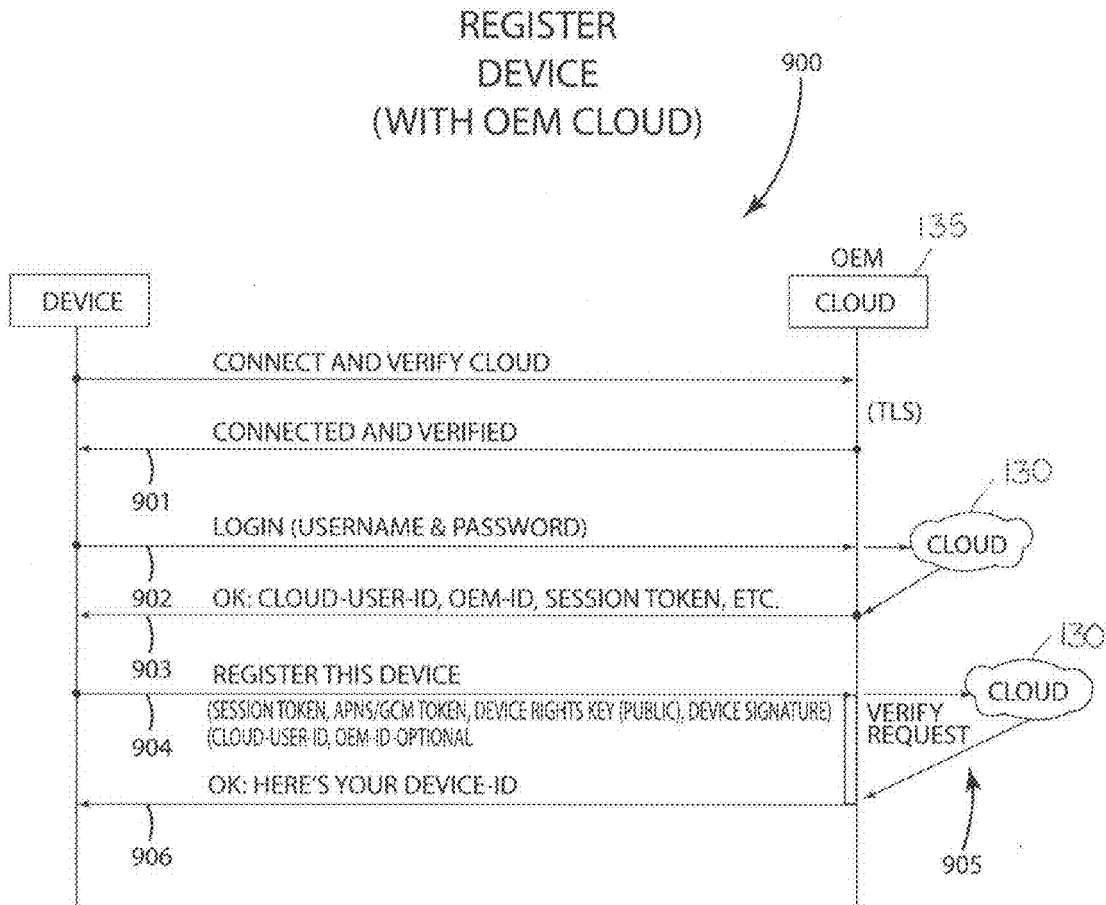 REGISTER
DEVICE
(WITH OEM CLOUD)
900
135
OEM
DEVICE
CLOUD
CONNECT AND VERIFY CLOUD
(TLS)
CONNECTED AND VERIFIED
901
130
LOGIN (USERNAME & PASSWORD)
CLOUD
902
OK: CLOUD-USER-ID, OEM-ID, SESSION TOKEN, ETC.
903
130
REGISTER THIS DEVICE
CLOUD
(SESSION TOKEN, APNS/GCM TOKEN, DEVICE RIGHTS KEY (PUBLIC), DEVICE SIGNATURE)
(CLOUD-USER-ID, OEM-ID-OPTIONAL
VERIFY
REQUEST
904
OK: HERE'S YOUR DEVICE-ID
906
905